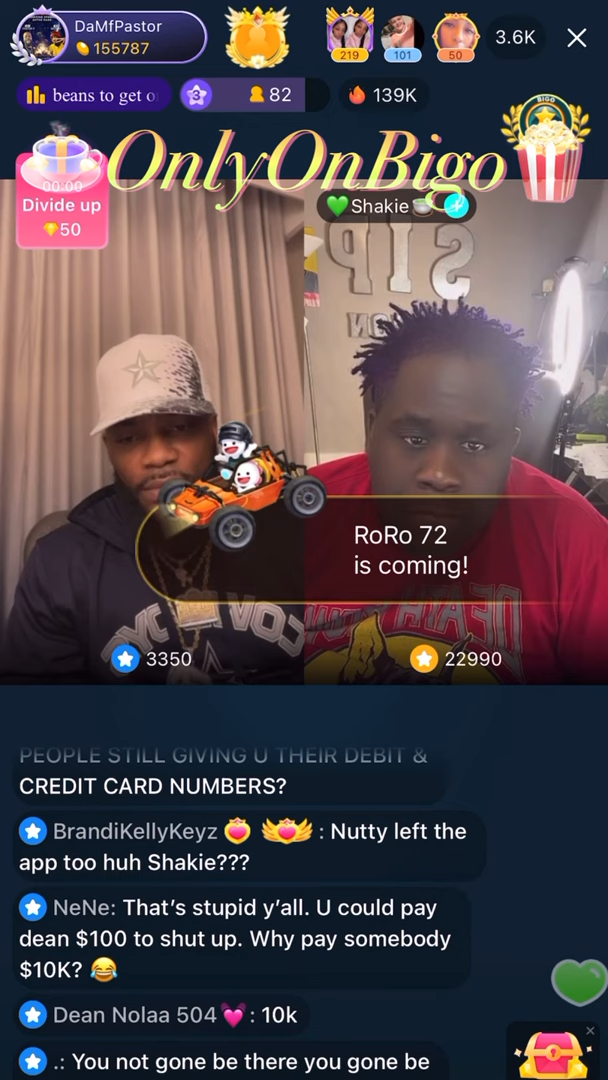 DaMfPastor
155787
219
101
50
3.6K
beans to get o
3
82
139K
BIGO
OnlyOnBigo
00:00
Divide up
50
💚Shakie🍵
SIP
RoRo 72
is coming!
3350
22990
PEOPLE STILL GIVING U THEIR DEBIT &
CREDIT CARD NUMBERS?
BrandiKellyKeyz : Nutty left the
app too huh Shakie???
NeNe: That's stupid y'all. U could pay
dean $100 to shut up. Why pay somebody
$10K? 😂
Dean Nolaa 504💓: 10k
.: You not gone be there you gone be